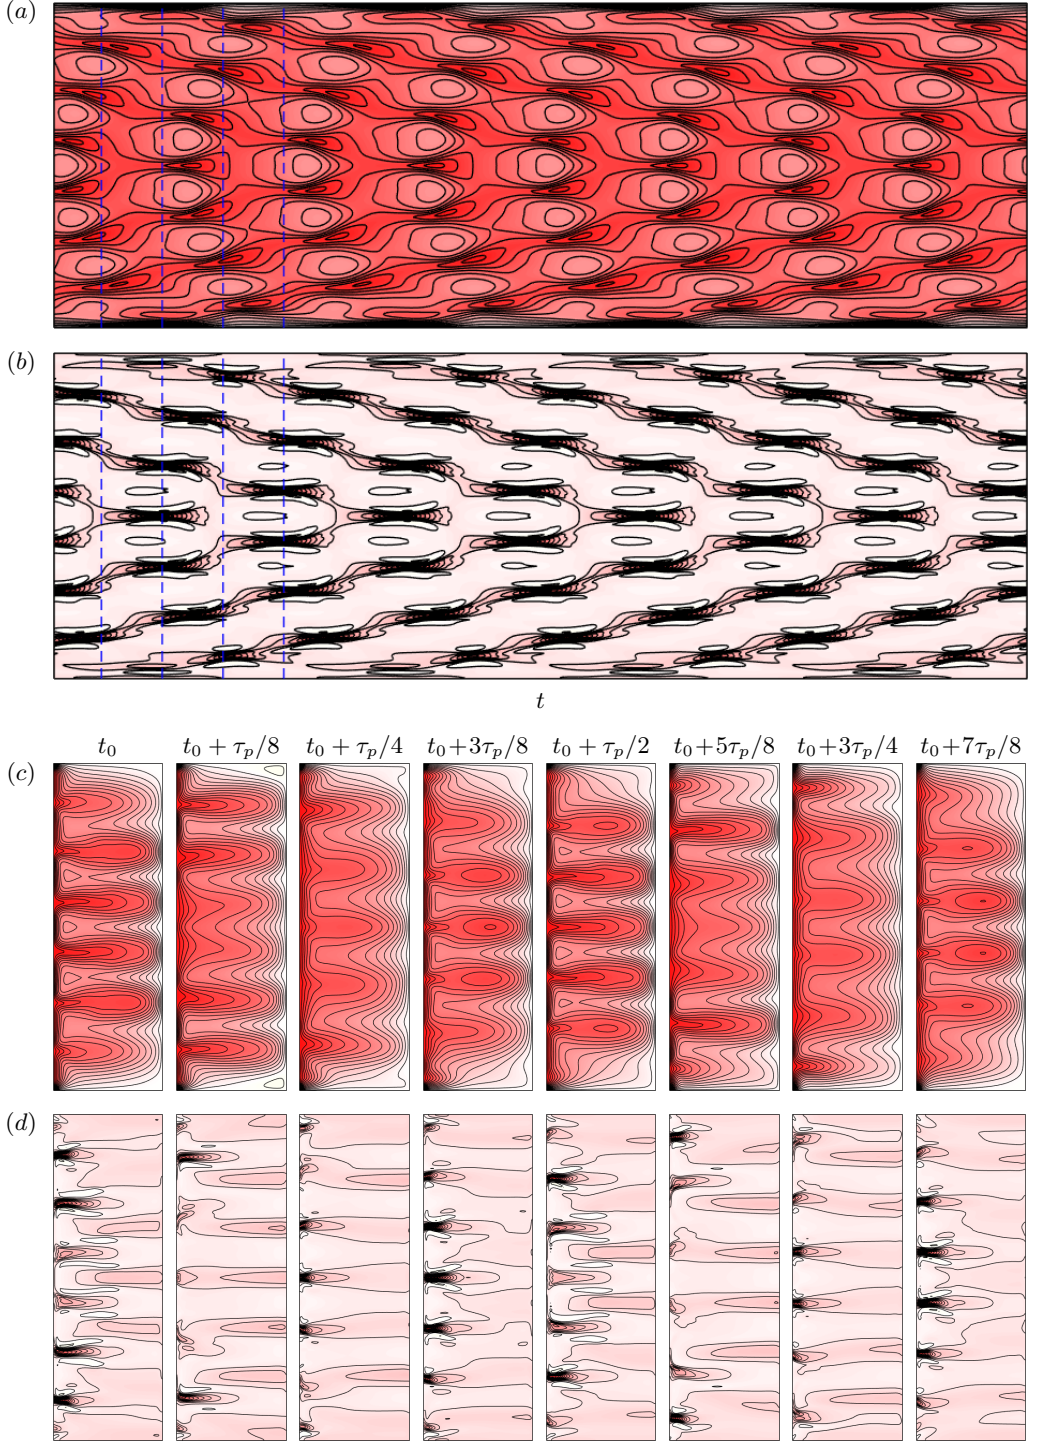 (a)
(b)
t
t₀ t₀ + τₚ/8 t₀ + τₚ/4 t₀+3τₚ/8 t₀ + τₚ/2 t₀+5τₚ/8 t₀+3τₚ/4 t₀+7τₚ/8
(c)
(d)